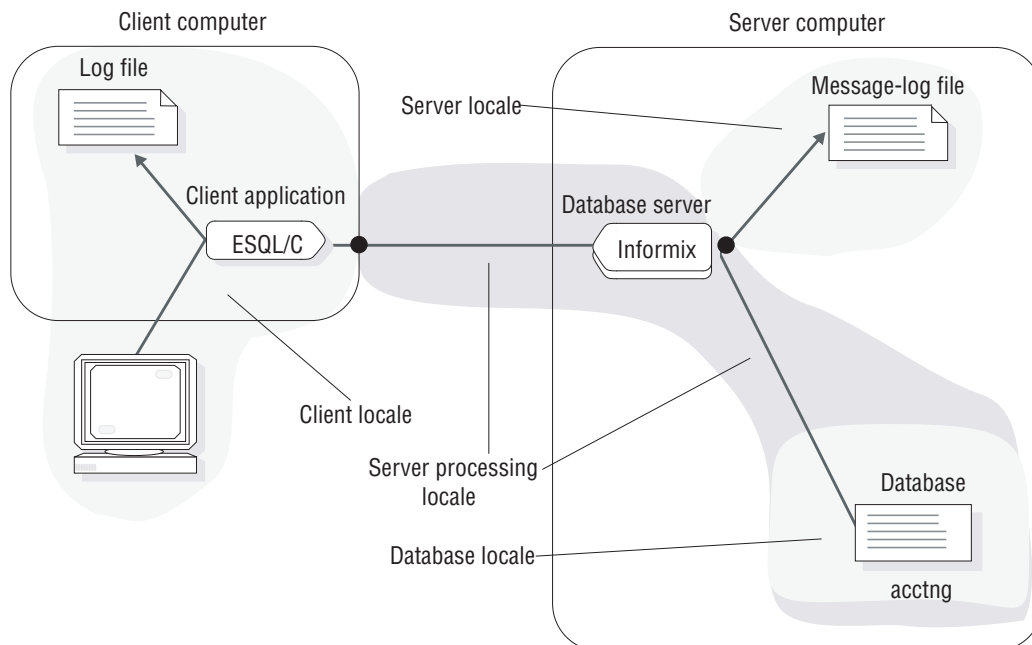 Client computer
Server computer
Log file
Message-log file
Server locale
Client application
Database server
ESQL/C
Informix
Client locale
Server processing
locale
Database
Database locale
acctng